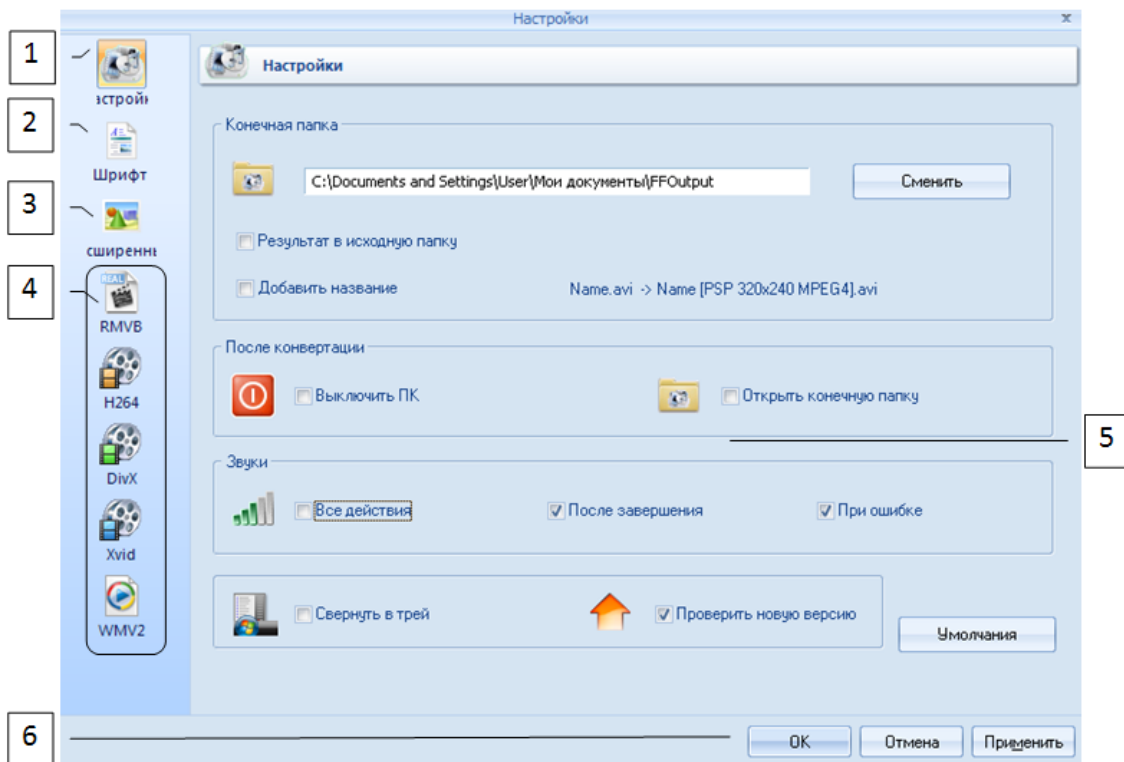 Настройки
x
1
астройн
Настройки
2
Шрифт
3
сширенны
4
RMVB
H264
DivX
Xvid
WMV2
Конечная папка
C:\Documents and Settings\User\Мои документы\FFOutput
Сменить
Результат в исходную папку
Добавить название
Name.avi -> Name [PSP 320x240 MPEG4].avi
После конвертации
Выключить ПК
Открыть конечную папку
5
Звуки
Все действия
После завершения
При ошибке
Свернуть в трей
Проверить новую версию
Умолчания
6
OK
Отмена
Применить